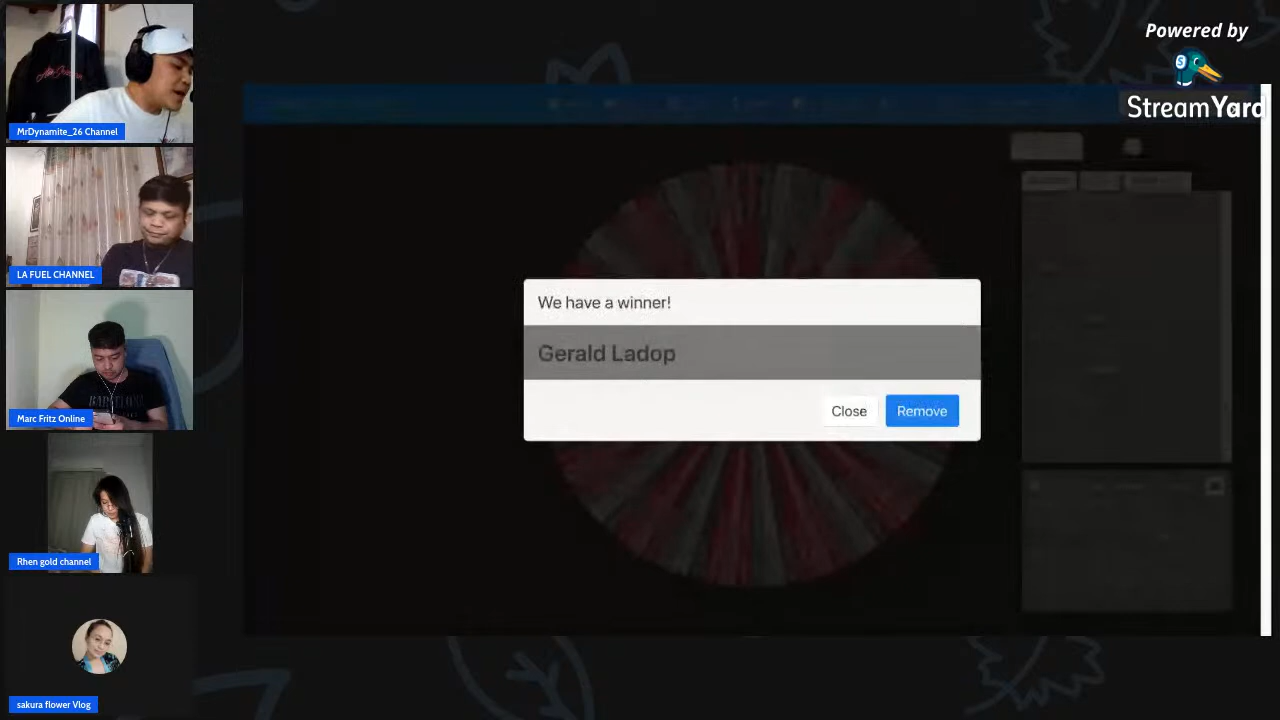 Powered by
StreamYard
MrDynamite_26 Channel
LA FUEL CHANNEL
Marc Fritz Online
Rhen gold channel
sakura flower Vlog
We have a winner!
Gerald Ladop
Close
Remove